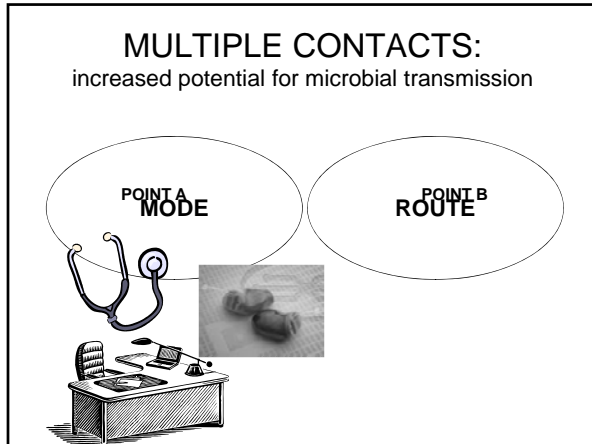 MULTIPLE CONTACTS:
increased potential for microbial transmission
POINT A
MODE
POINT B
ROUTE